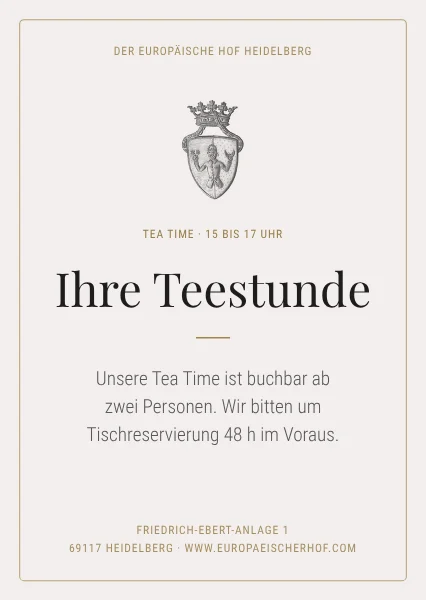 DER EUROPÄISCHE HOF HEIDELBERG
TEA TIME · 15 BIS 17 UHR
Ihre Teestunde
Unsere Tea Time ist buchbar ab
zwei Personen. Wir bitten um
Tischreservierung 48 h im Voraus.
FRIEDRICH-EBERT-ANLAGE 1
69117 HEIDELBERG · WWW.EUROPAEISCHERHOF.COM